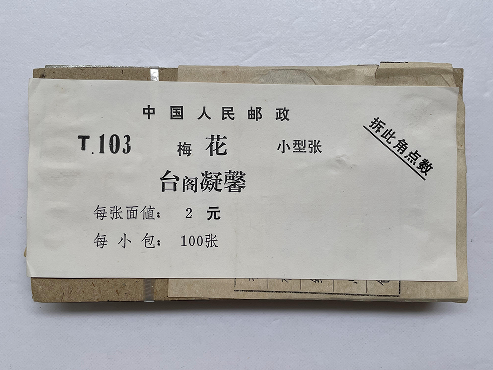 中国人民邮政
T.103 梅花 小型张
拆此角点数
台阁凝馨
每张面值: 2 元
每小包: 100张